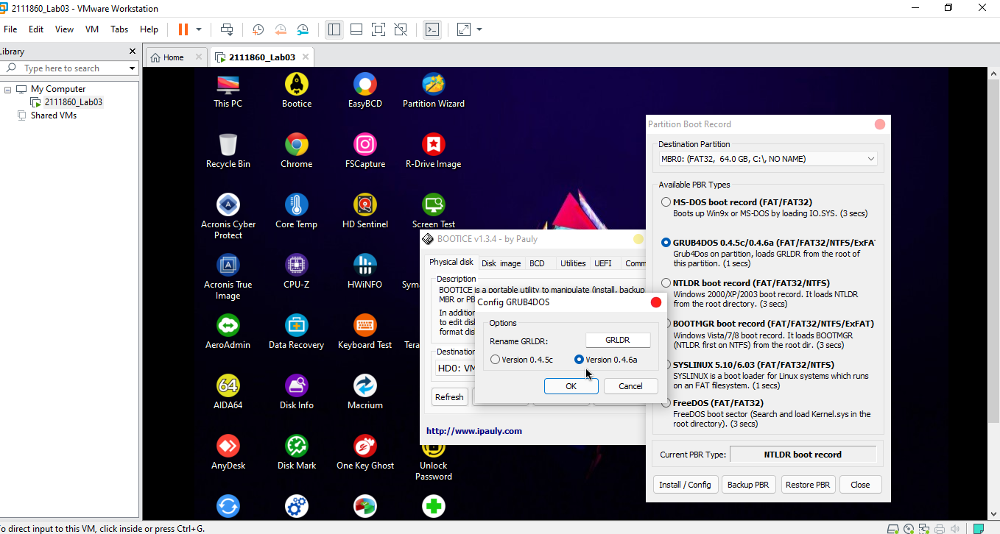 2111860_Lab03 - VMware Workstation
File Edit View VM Tabs Help
Library
Type here to search
My Computer
2111860_Lab03
Shared VMs
Home
2111860_Lab03
This PC
Bootice
EasyBCD
Partition Wizard
Recycle Bin
Chrome
FSCapture
R-Drive Image
Acronis Cyber
Protect
Core Temp
HD Sentinel
Screen Test
Acronis True
Image
CPU-Z
HWiNFO
Sym
AeroAdmin
Data Recovery
Keyboard Test
Tera
64
AIDA64
Disk Info
Macrium
AnyDesk
Disk Mark
One Key Ghost
Unlock
Password
BOOTICE v1.3.4 - by Pauly
Physical disk Disk image BCD Utilities UEFI Comm
Description
BOOTICE is a portable utility to manipulate (install, backup
MBR or PB
In addition
to edit dis
format dis
Destination
HD0: VM
Refresh
http://www.ipauly.com
Config GRUB4DOS
Options
Rename GRLDR: GRLDR
Version 0.4.5c Version 0.4.6a
OK Cancel
Partition Boot Record
Destination Partition
MBR0: (FAT32, 64.0 GB, C:\, NO NAME)
Available PBR Types
MS-DOS boot record (FAT/FAT32)
Boots up Win9x or MS-DOS by loading IO.SYS. (3 secs)
GRUB4DOS 0.4.5c/0.4.6a (FAT/FAT32/NTFS/ExFA
Grub4Dos on partition, loads GRLDR from the root of
this partition. (1 secs)
NTLDR boot record (FAT/FAT32/NTFS)
Windows 2000/XP/2003 boot record. It loads NTLDR
from the root directory. (3 secs)
BOOTMGR boot record (FAT/FAT32/NTFS/ExFAT)
Windows Vista/7/8 boot record. It loads BOOTMGR
(NTLDR first on NTFS) from the root dir. (3 secs)
SYSLINUX 5.10/6.03 (FAT/FAT32/NTFS)
SYSLINUX is a boot loader for Linux systems which runs
on an FAT filesystem. (1 secs)
FreeDOS (FAT/FAT32)
FreeDOS boot sector (Search and load Kernel.sys in the
root directory). (3 secs)
Current PBR Type: NTLDR boot record
Install / Config Backup PBR Restore PBR Close
To direct input to this VM, click inside or press Ctrl+G.